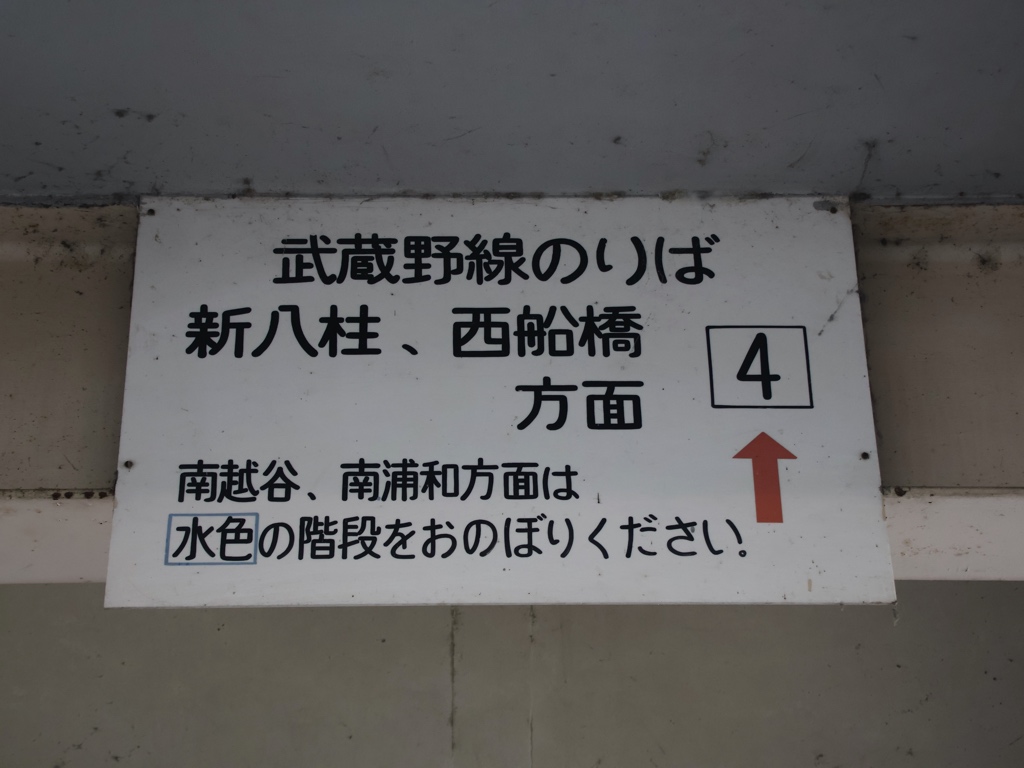 武蔵野線のりば
新八柱、西船橋
方面
4
南越谷、南浦和方面は
水色の階段をおのぼりください。